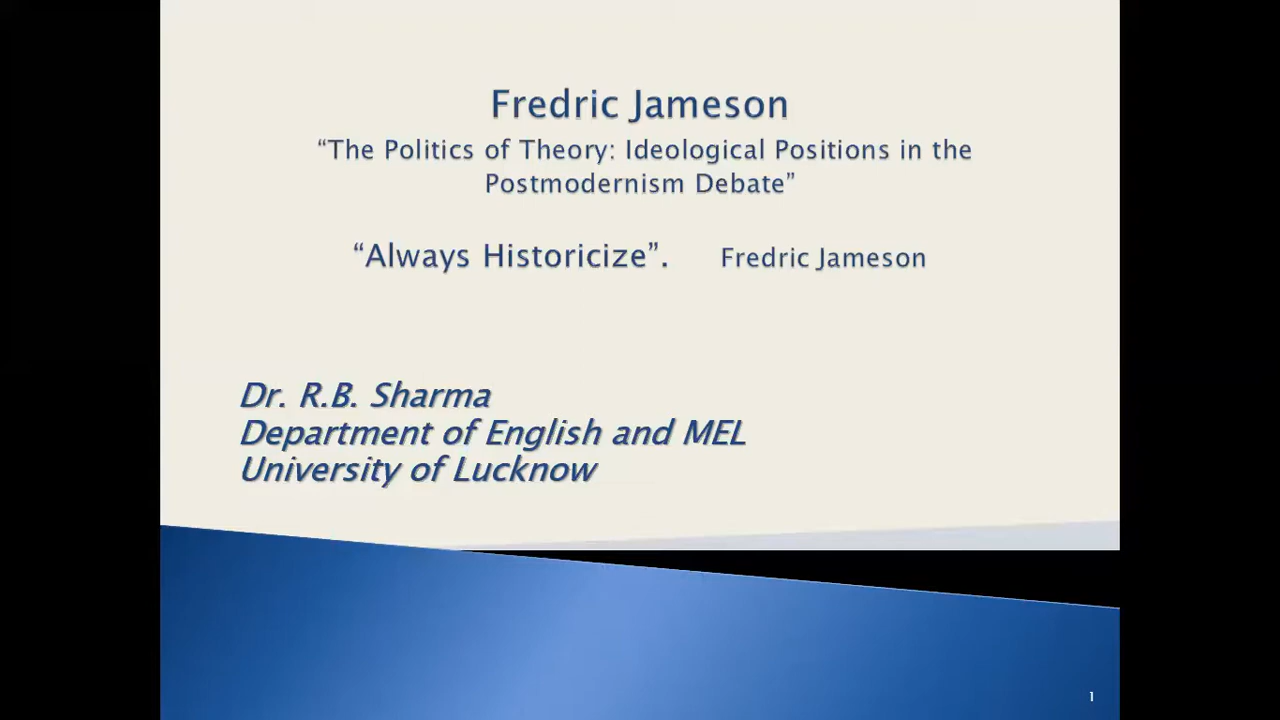 Fredric Jameson
“The Politics of Theory: Ideological Positions in the
Postmodernism Debate”
“Always Historicize”. Fredric Jameson
Dr. R.B. Sharma
Department of English and MEL
University of Lucknow
1